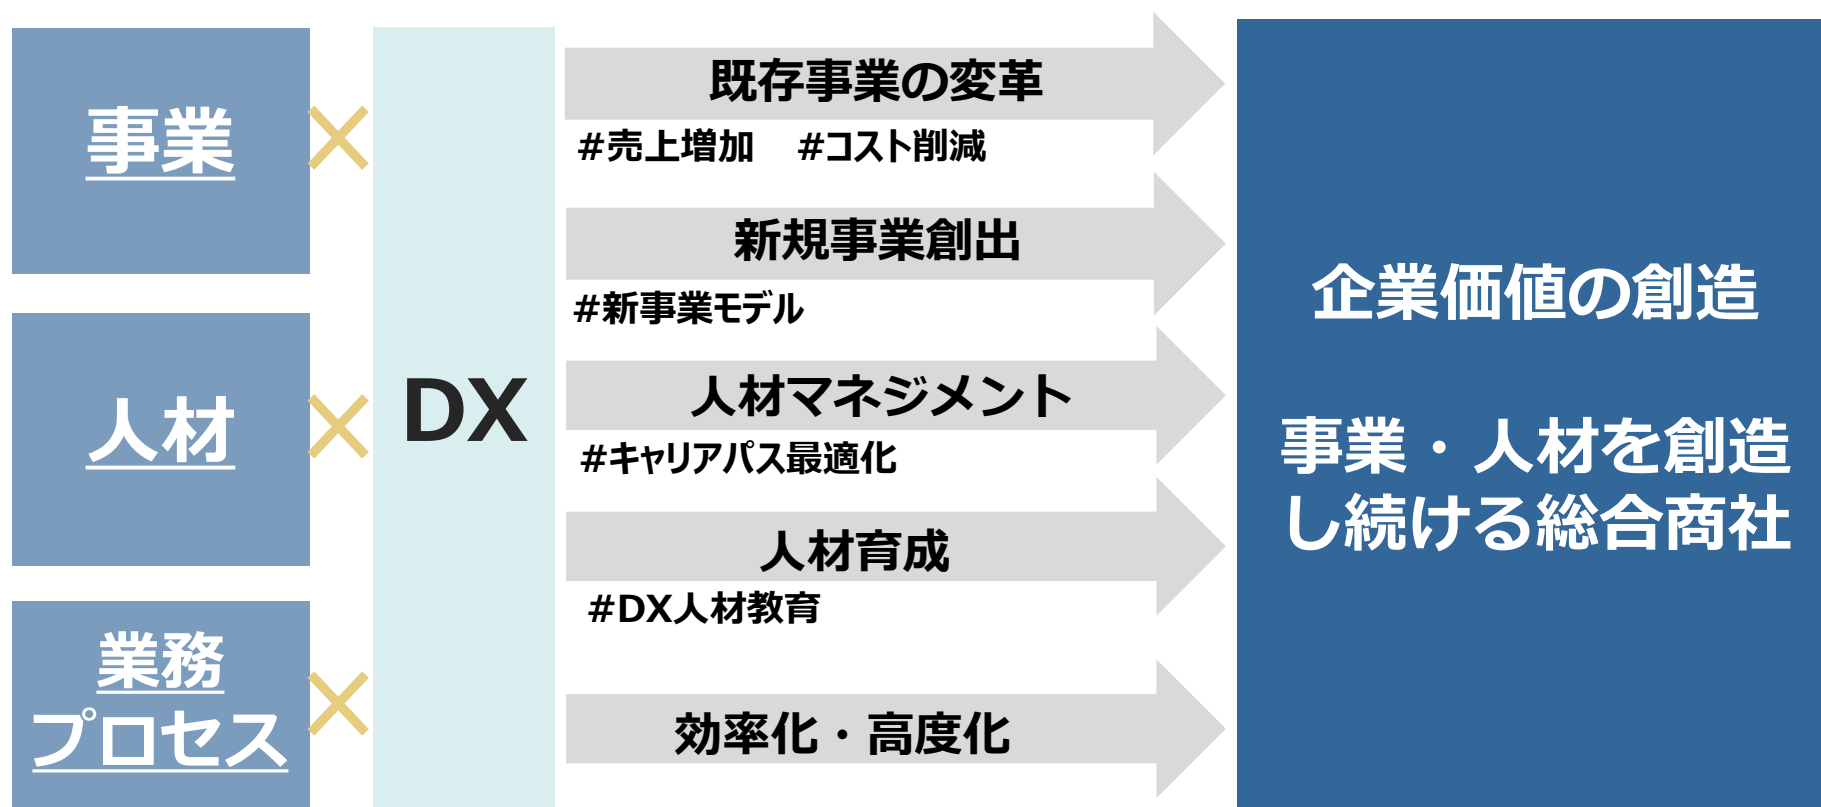 事業
×
人材
×
業務
プロセス
×
DX
既存事業の変革
#売上増加 #コスト削減
新規事業創出
#新事業モデル
人材マネジメント
#キャリアパス最適化
人材育成
#DX人材教育
効率化・高度化
企業価値の創造
事業・人材を創造
し続ける総合商社